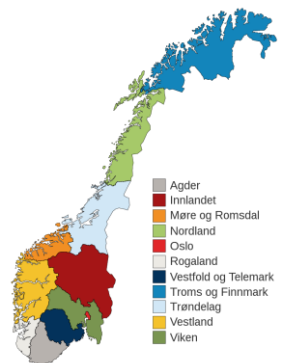 Agder
Innlandet
Møre og Romsdal
Nordland
Oslo
Rogaland
Vestfold og Telemark
Troms og Finnmark
Trøndelag
Vestland
Viken